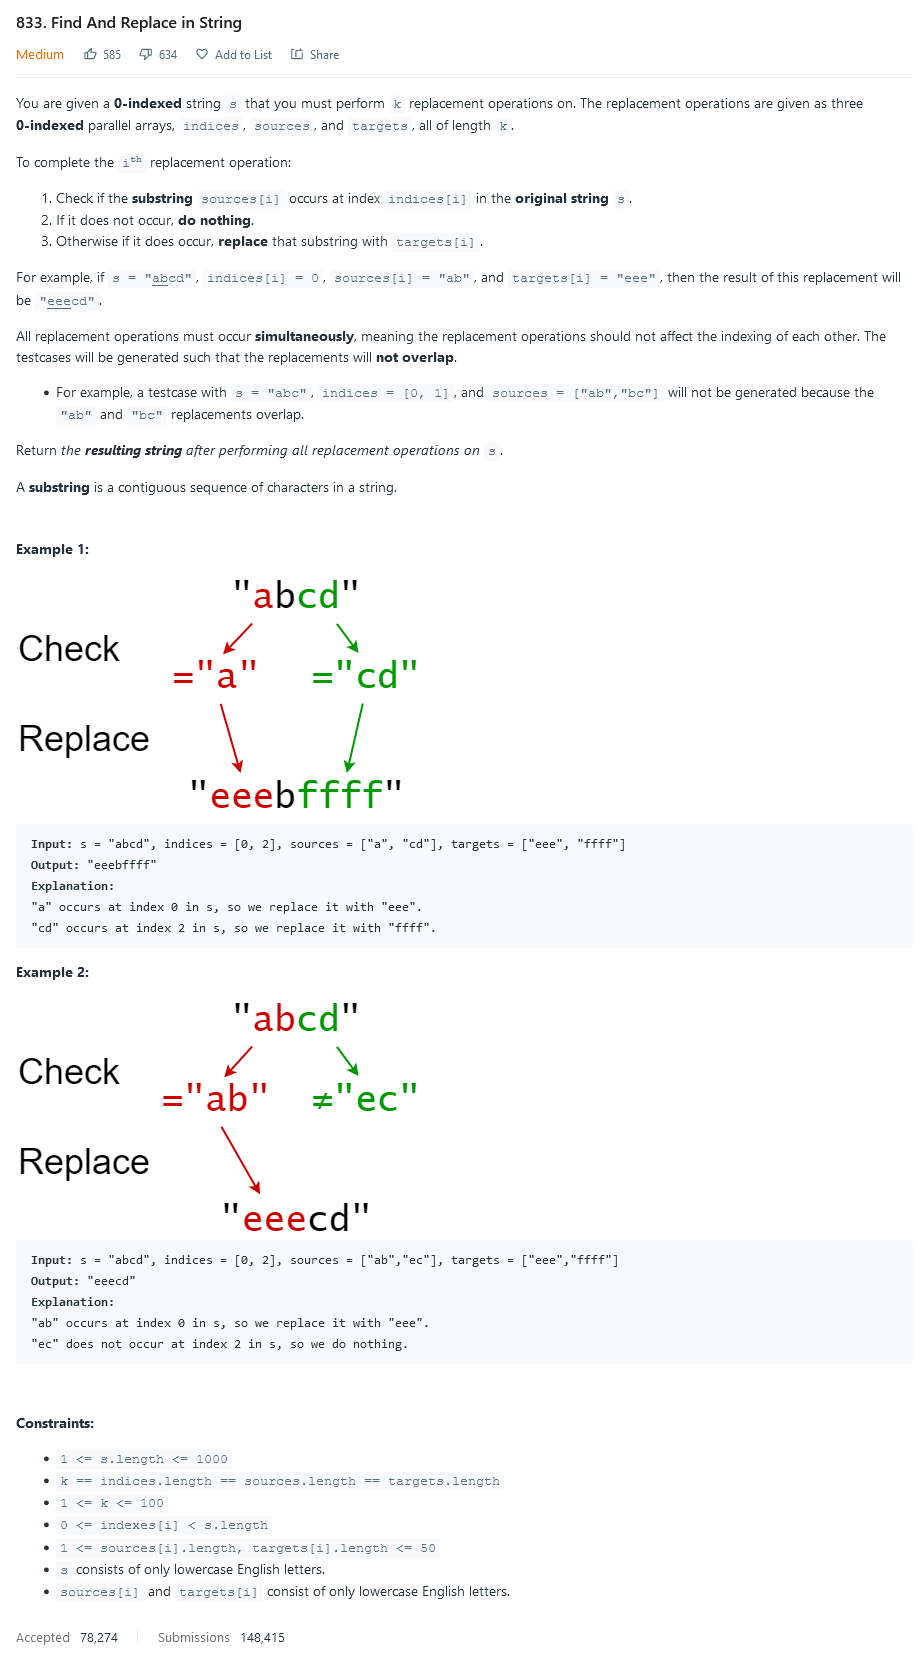 833. Find And Replace in String
Medium 585 634 Add to List Share
You are given a 0-indexed string s that you must perform k replacement operations on. The replacement operations are given as three
0-indexed parallel arrays, indices, sources, and targets, all of length k.
To complete the ith replacement operation:
1. Check if the substring sources[i] occurs at index indices[i] in the original string s.
2. If it does not occur, do nothing.
3. Otherwise if it does occur, replace that substring with targets[i].
For example, if s = "abcd", indices[i] = 0, sources[i] = "ab", and targets[i] = "eee", then the result of this replacement will
be "eeecd".
All replacement operations must occur simultaneously, meaning the replacement operations should not affect the indexing of each other. The
testcases will be generated such that the replacements will not overlap.
• For example, a testcase with s = "abc", indices = [0, 1], and sources = ["ab","bc"] will not be generated because the
"ab" and "bc" replacements overlap.
Return the resulting string after performing all replacement operations on s.
A substring is a contiguous sequence of characters in a string.
Example 1:
"abcd"
Check
="a" ="cd"
Replace
"eeebffff"
Input: s = "abcd", indices = [0, 2], sources = ["a", "cd"], targets = ["eee", "ffff"]
Output: "eeebffff"
Explanation:
"a" occurs at index 0 in s, so we replace it with "eee".
"cd" occurs at index 2 in s, so we replace it with "ffff".
Example 2:
"abcd"
Check
="ab" ≠"ec"
Replace
"eeecd"
Input: s = "abcd", indices = [0, 2], sources = ["ab","ec"], targets = ["eee","ffff"]
Output: "eeecd"
Explanation:
"ab" occurs at index 0 in s, so we replace it with "eee".
"ec" does not occur at index 2 in s, so we do nothing.
Constraints:
• 1 <= s.length <= 1000
• k == indices.length == sources.length == targets.length
• 1 <= k <= 100
• 0 <= indexes[i] < s.length
• 1 <= sources[i].length, targets[i].length <= 50
• s consists of only lowercase English letters.
• sources[i] and targets[i] consist of only lowercase English letters.
Accepted 78,274 Submissions 148,415